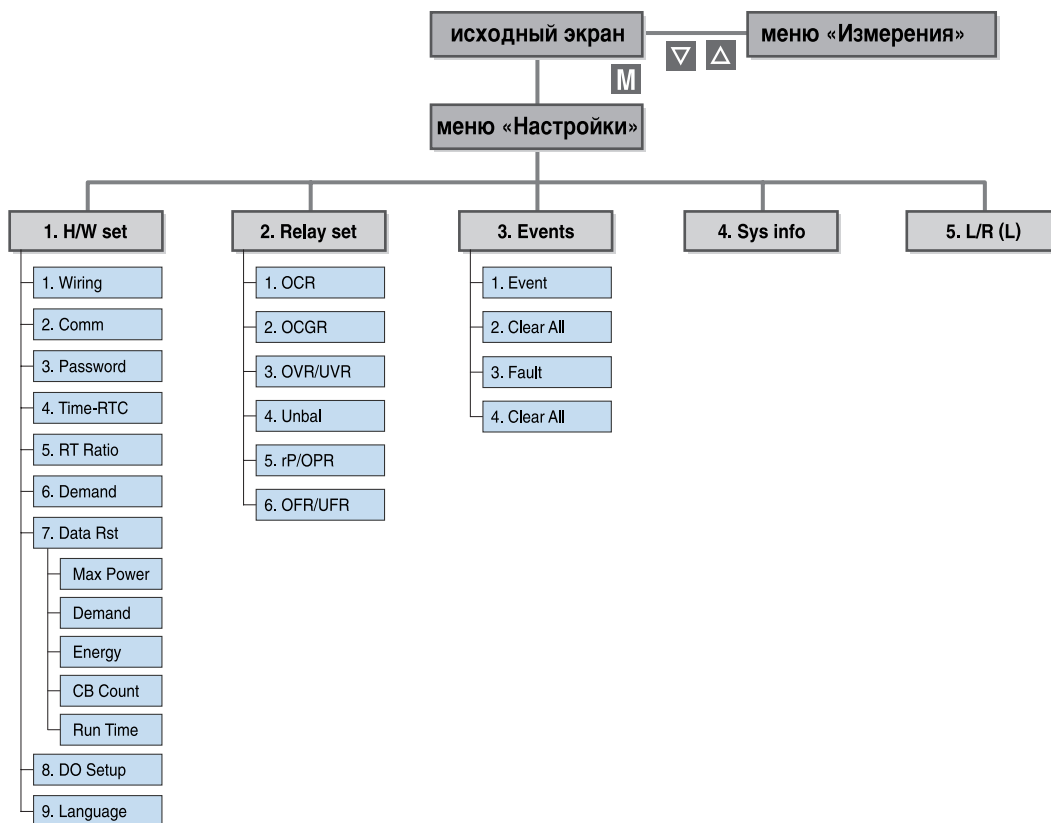 исходный экран
меню «Измерения»
M
меню «Настройки»
1. H/W set
2. Relay set
3. Events
4. Sys info
5. L/R (L)
1. Wiring
2. Comm
3. Password
4. Time-RTC
5. RT Ratio
6. Demand
7. Data Rst
Max Power
Demand
Energy
CB Count
Run Time
8. DO Setup
9. Language
1. OCR
2. OCGR
3. OVR/UVR
4. Unbal
5. rP/OPR
6. OFR/UFR
1. Event
2. Clear All
3. Fault
4. Clear All